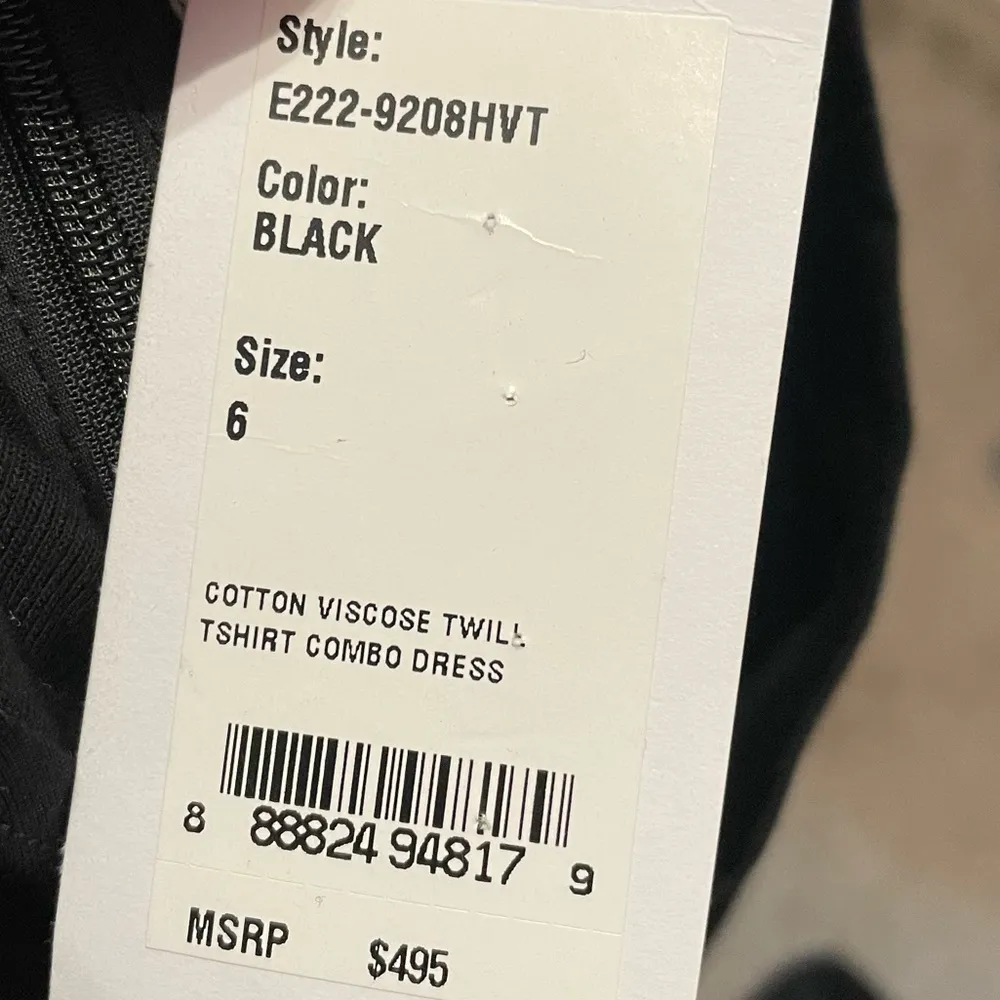 Style:
E222-9208HVT
Color:
BLACK
Size:
6
COTTON VISCOSE TWILL
TSHIRT COMBO DRESS
8 88824 94817 9
MSRP $495